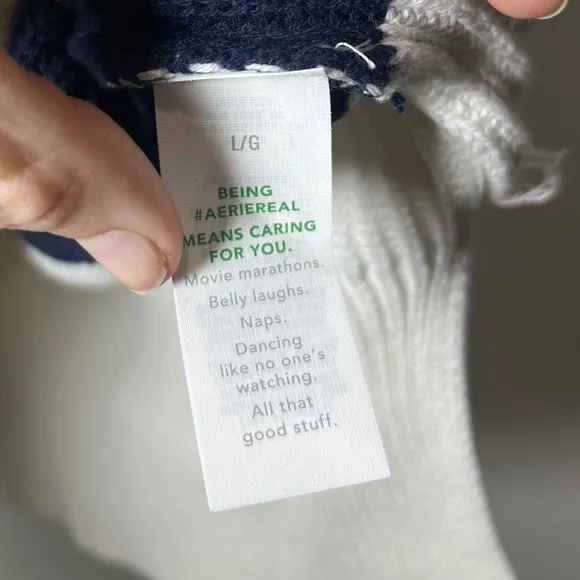 L/G
BEING
#AERIEREAL
MEANS CARING
FOR YOU.
Movie marathons.
Belly laughs.
Naps.
Dancing
like no one's
watching.
All that
good stuff.